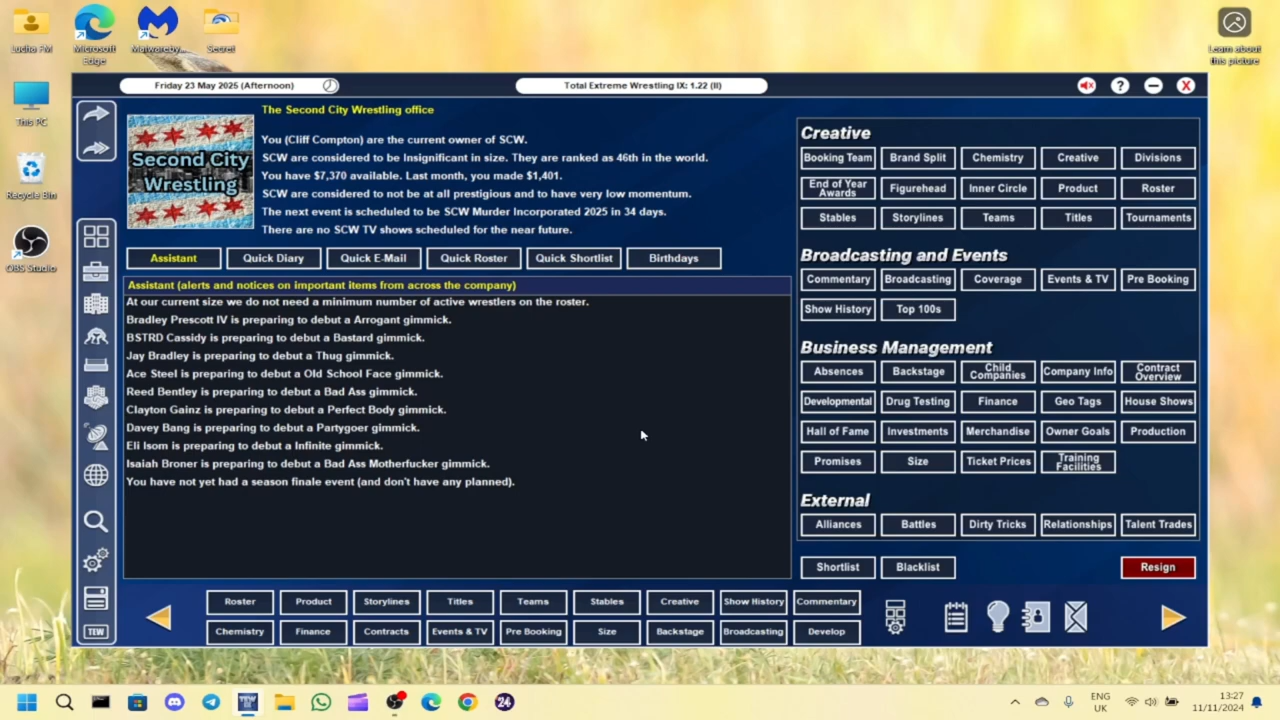 Lucha FM
Microsoft Edge
Malwareby...
Secret
Learn about this picture
This PC
Recycle Bin
OBS Studio
Friday 23 May 2025 (Afternoon)
Total Extreme Wrestling IX: 1.22 (II)
?
X
Second City
Wrestling
The Second City Wrestling office
You (Cliff Compton) are the current owner of SCW.
SCW are considered to be Insignificant in size. They are ranked as 46th in the world.
You have $7,370 available. Last month, you made $1,401.
SCW are considered to not be at all prestigious and to have very low momentum.
The next event is scheduled to be SCW Murder Incorporated 2025 in 34 days.
There are no SCW TV shows scheduled for the near future.
Assistant
Quick Diary
Quick E-Mail
Quick Roster
Quick Shortlist
Birthdays
Assistant (alerts and notices on important items from across the company)
At our current size we do not need a minimum number of active wrestlers on the roster.
Bradley Prescott IV is preparing to debut a Arrogant gimmick.
BSTRD Cassidy is preparing to debut a Bastard gimmick.
Jay Bradley is preparing to debut a Thug gimmick.
Ace Steel is preparing to debut a Old School Face gimmick.
Reed Bentley is preparing to debut a Bad Ass gimmick.
Clayton Gainz is preparing to debut a Perfect Body gimmick.
Davey Bang is preparing to debut a Partygoer gimmick.
Eli Isom is preparing to debut a Infinite gimmick.
Isaiah Broner is preparing to debut a Bad Ass Motherfucker gimmick.
You have not yet had a season finale event (and don't have any planned).
Creative
Booking Team Brand Split Chemistry Creative Divisions
End of Year Awards Figurehead Inner Circle Product Roster
Stables Storylines Teams Titles Tournaments
Broadcasting and Events
Commentary Broadcasting Coverage Events & TV Pre Booking
Show History Top 100s
Business Management
Absences Backstage Child Companies Company Info Contract Overview
Developmental Drug Testing Finance Geo Tags House Shows
Hall of Fame Investments Merchandise Owner Goals Production
Promises Size Ticket Prices Training Facilities
External
Alliances Battles Dirty Tricks Relationships Talent Trades
Shortlist Blacklist Resign
TEW
Roster Product Storylines Titles Teams Stables Creative Show History Commentary
Chemistry Finance Contracts Events & TV Pre Booking Size Backstage Broadcasting Develop
TEW
24
ENG
UK
13:27
11/11/2024